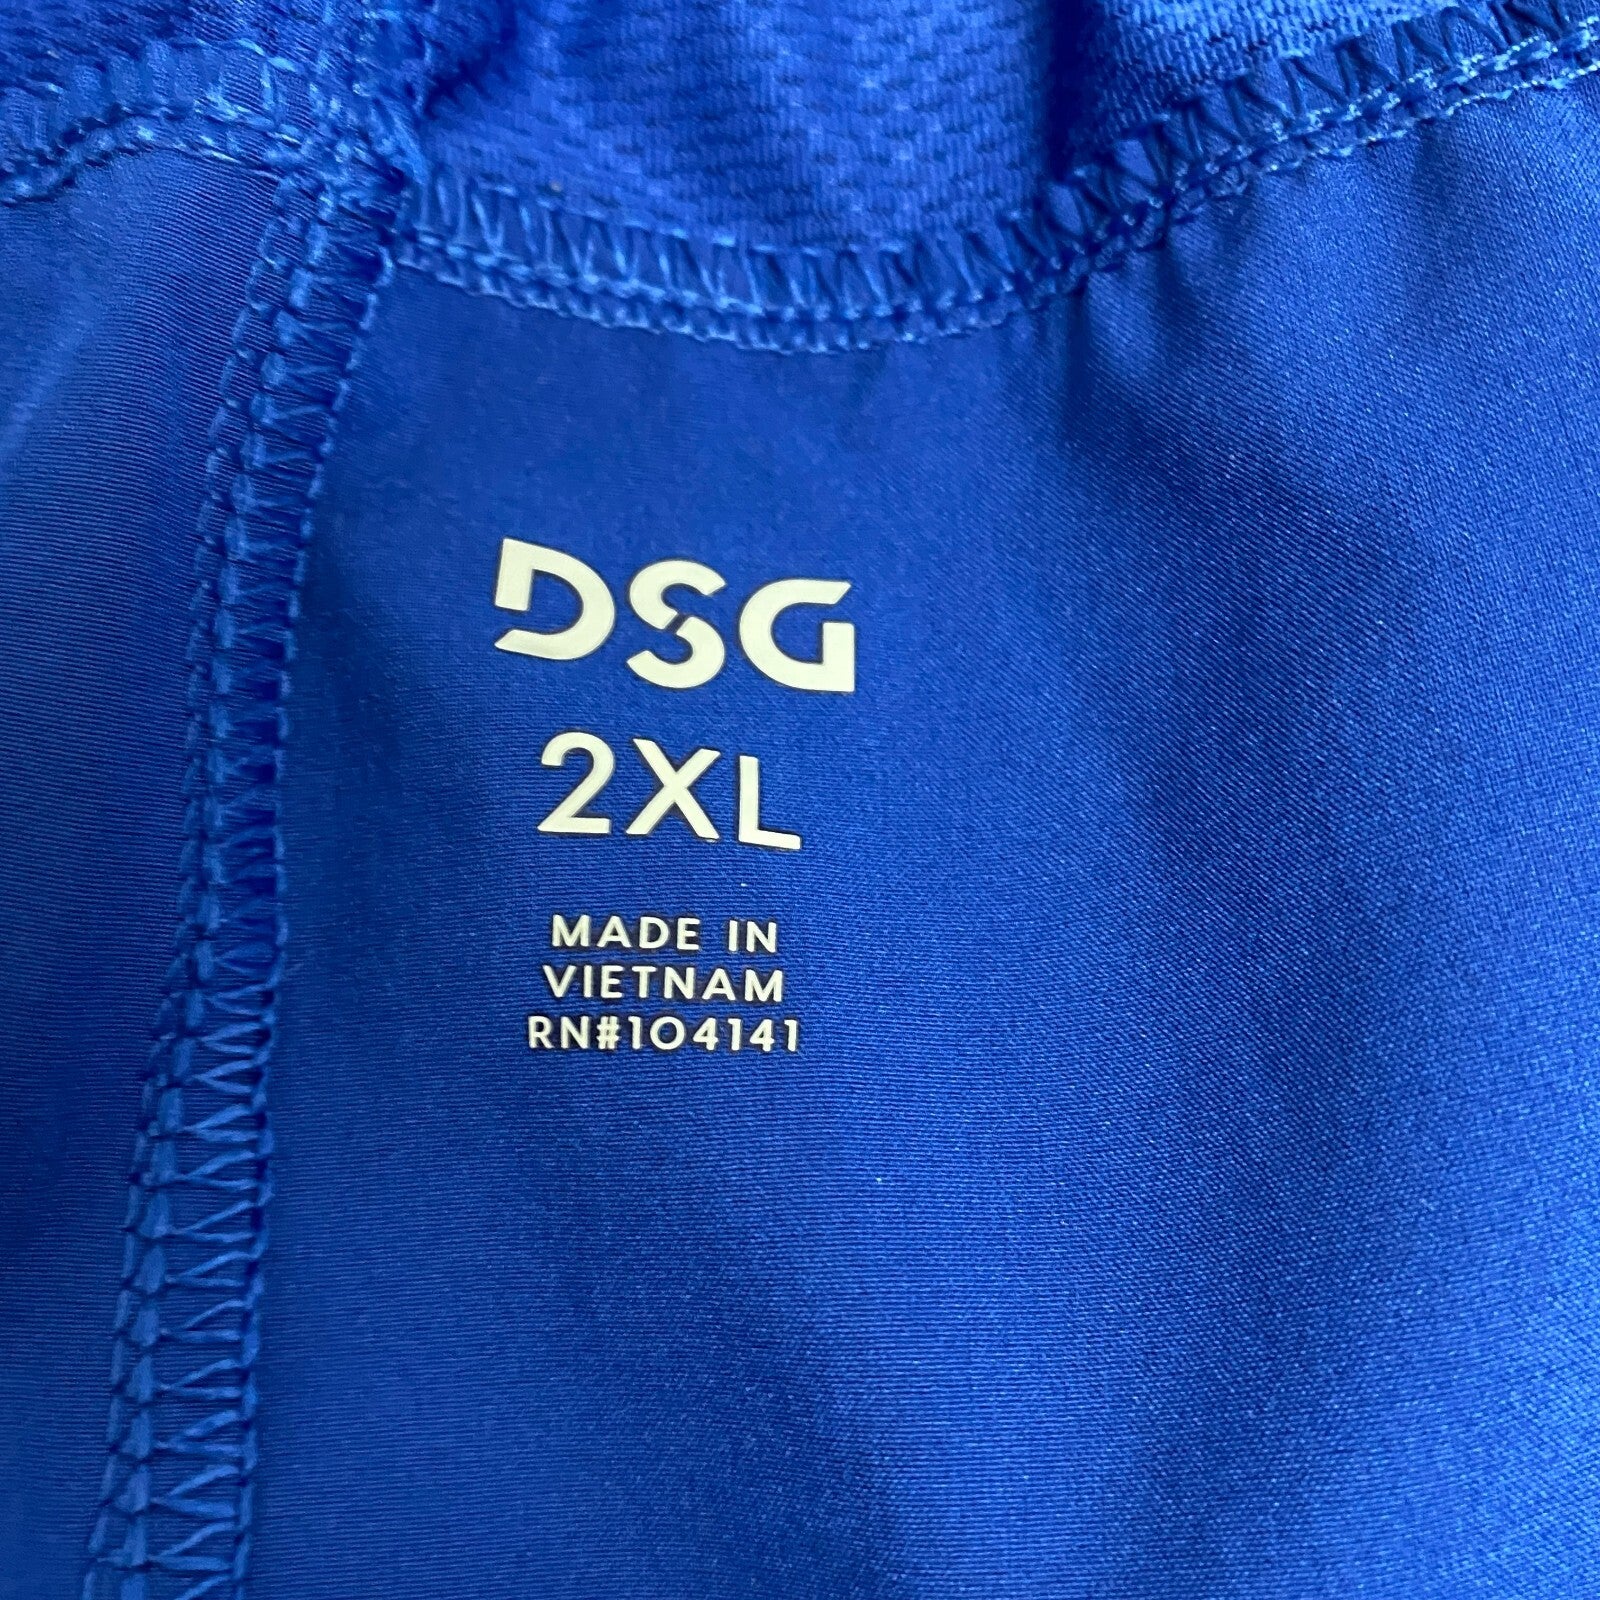 DSG
2XL
MADE IN
VIETNAM
RN#104141